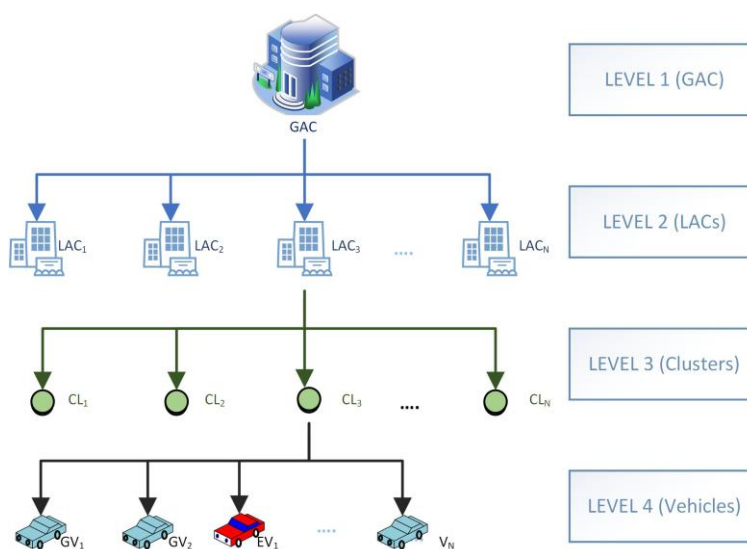 GAC
LEVEL 1 (GAC)
LAC₁ LAC₂ LAC₃ .... LACN
LEVEL 2 (LACs)
CL₁ CL₂ CL₃ .... CLN
LEVEL 3 (Clusters)
GV₁ GV₂ EV₁ .... VN
LEVEL 4 (Vehicles)